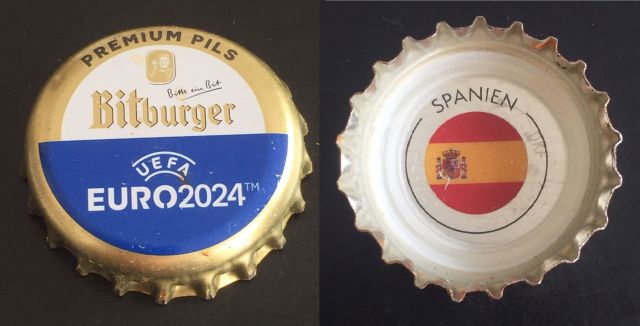 PREMIUM PILS
Bitte ein Bit
Bitburger
UEFA
EURO2024™
SPANIEN